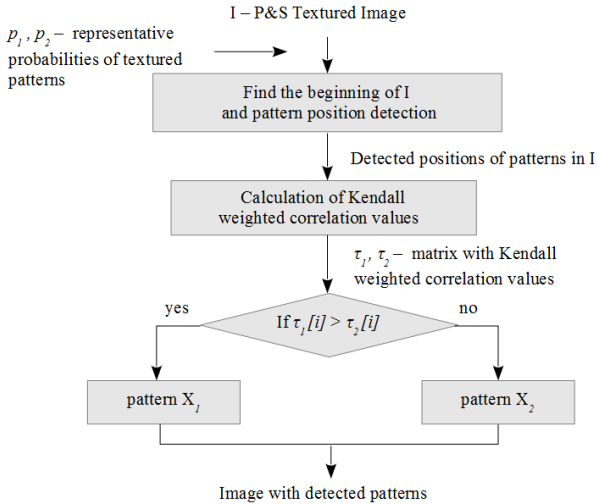 I – P&S Textured Image
p1, p2 – representative
probabilities of textured
patterns
Find the beginning of I
and pattern position detection
Detected positions of patterns in I
Calculation of Kendall
weighted correlation values
τ1, τ2 – matrix with Kendall
weighted correlation values
yes
If τ1[i] > τ2[i]
no
pattern X1
pattern X2
Image with detected patterns